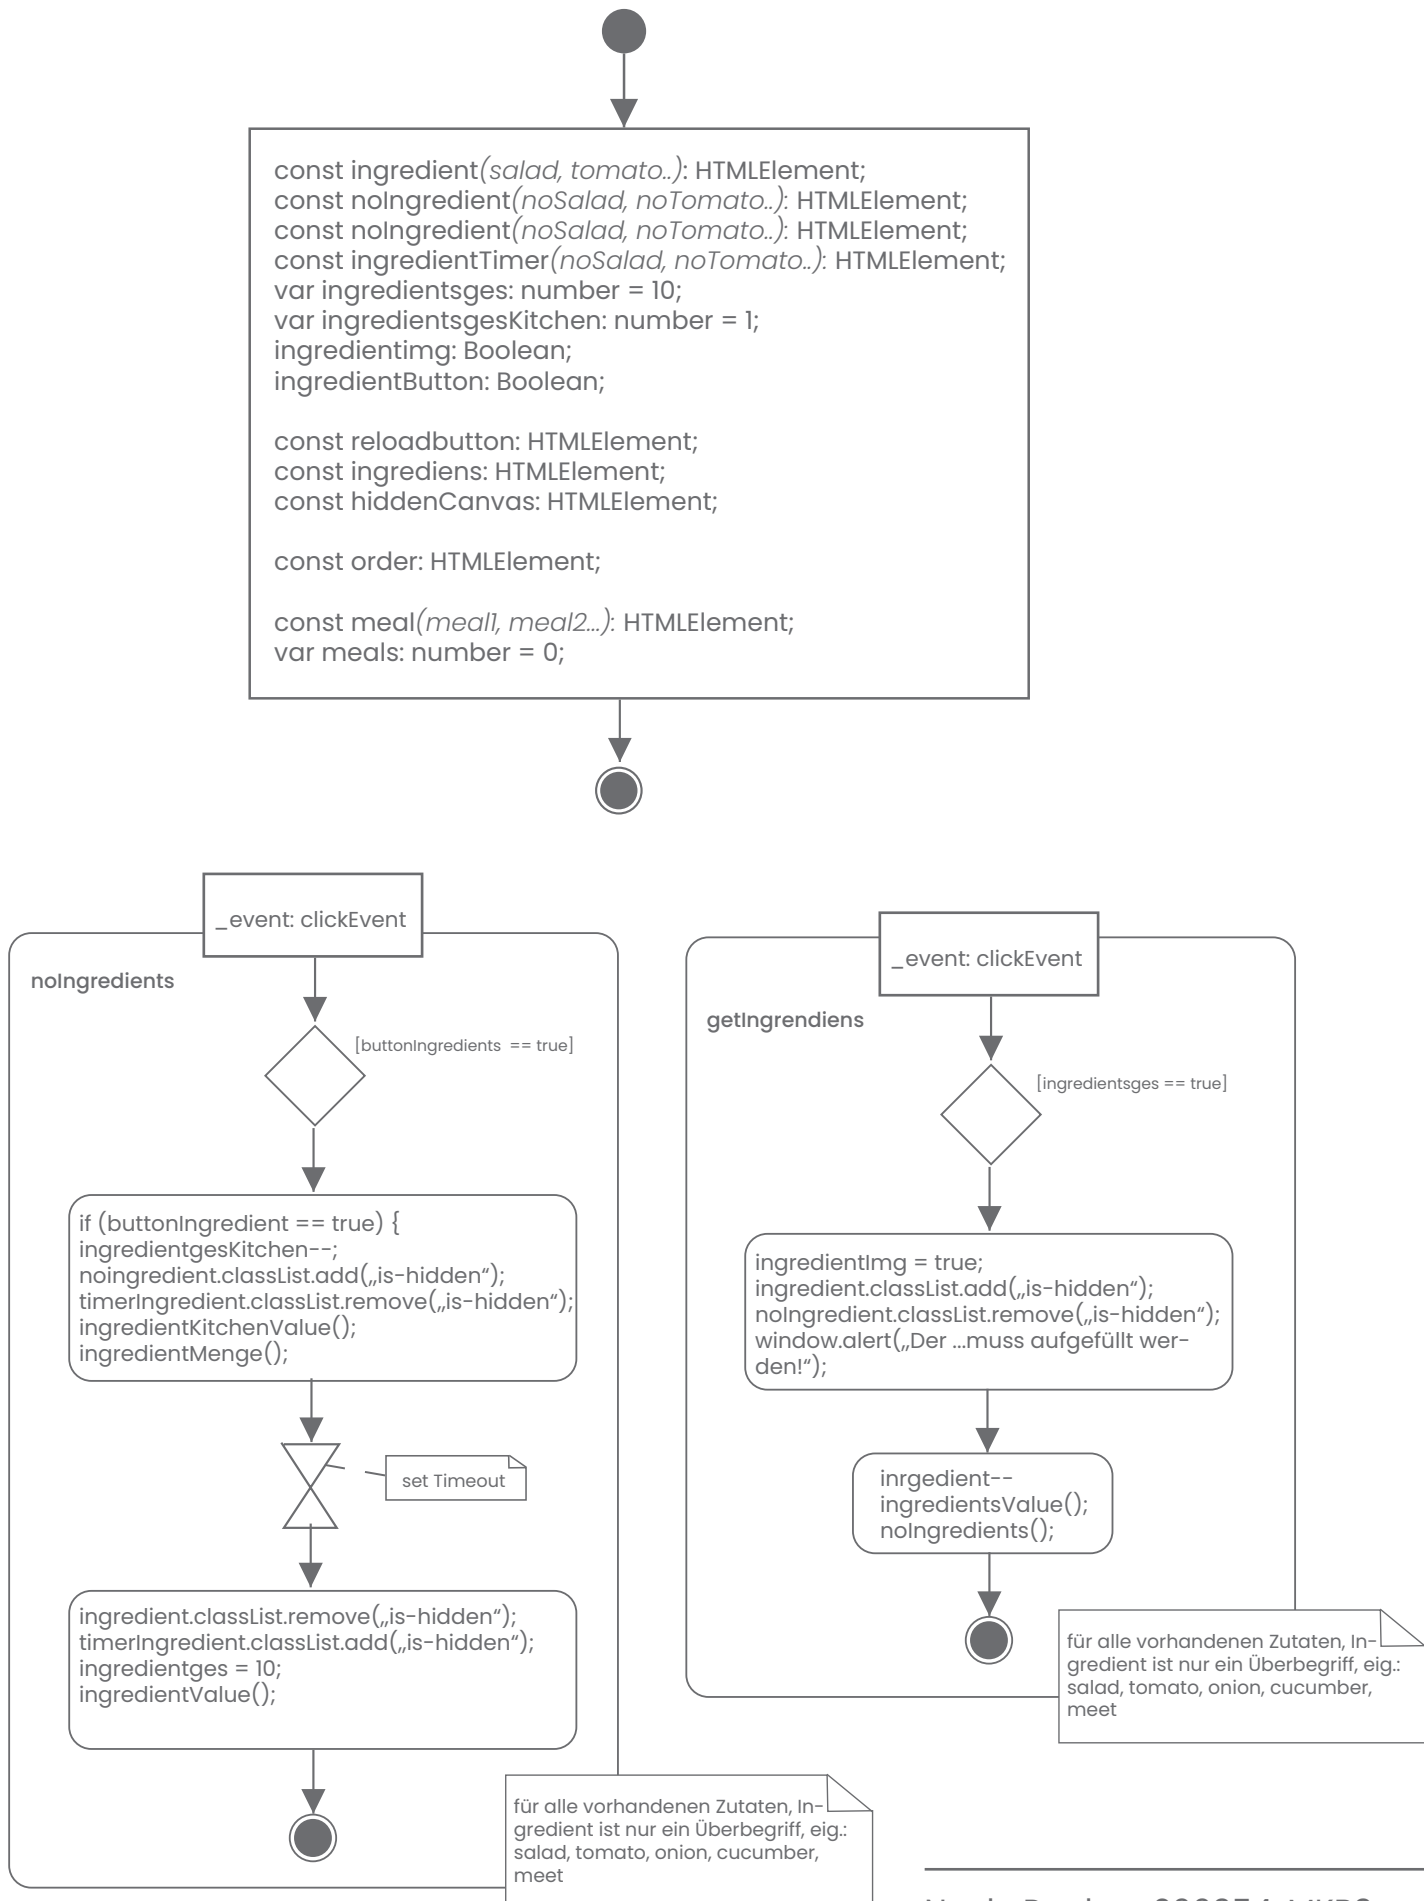 const ingredient(salad, tomato..): HTMLElement;
const noIngredient(noSalad, noTomato..): HTMLElement;
const noIngredient(noSalad, noTomato..): HTMLElement;
const ingredientTimer(noSalad, noTomato..): HTMLElement;
var ingredientsges: number = 10;
var ingredientsgesKitchen: number = 1;
ingredientimg: Boolean;
ingredientButton: Boolean;
const reloadbutton: HTMLElement;
const ingrediens: HTMLElement;
const hiddenCanvas: HTMLElement;
const order: HTMLElement;
const meal(meal1, meal2...): HTMLElement;
var meals: number = 0;
_event: clickEvent
noIngredients
[buttonIngredients == true]
if (buttonIngredient == true) {
ingredientgesKitchen--;
noingredient.classList.add(„is-hidden“);
timerIngredient.classList.remove(„is-hidden“);
ingredientKitchenValue();
ingredientMenge();
set Timeout
ingredient.classList.remove(„is-hidden“);
timerIngredient.classList.add(„is-hidden“);
ingredientges = 10;
ingredientValue();
für alle vorhandenen Zutaten, In-
gredient ist nur ein Überbegriff, eig.:
salad, tomato, onion, cucumber,
meet
_event: clickEvent
getIngrendiens
[ingredientsges == true]
ingredientImg = true;
ingredient.classList.add(„is-hidden“);
noIngredient.classList.remove(„is-hidden“);
window.alert(„Der ...muss aufgefüllt wer-
den!“);
inrgedient--
ingredientsValue();
noIngredients();
für alle vorhandenen Zutaten, In-
gredient ist nur ein Überbegriff, eig.:
salad, tomato, onion, cucumber,
meet